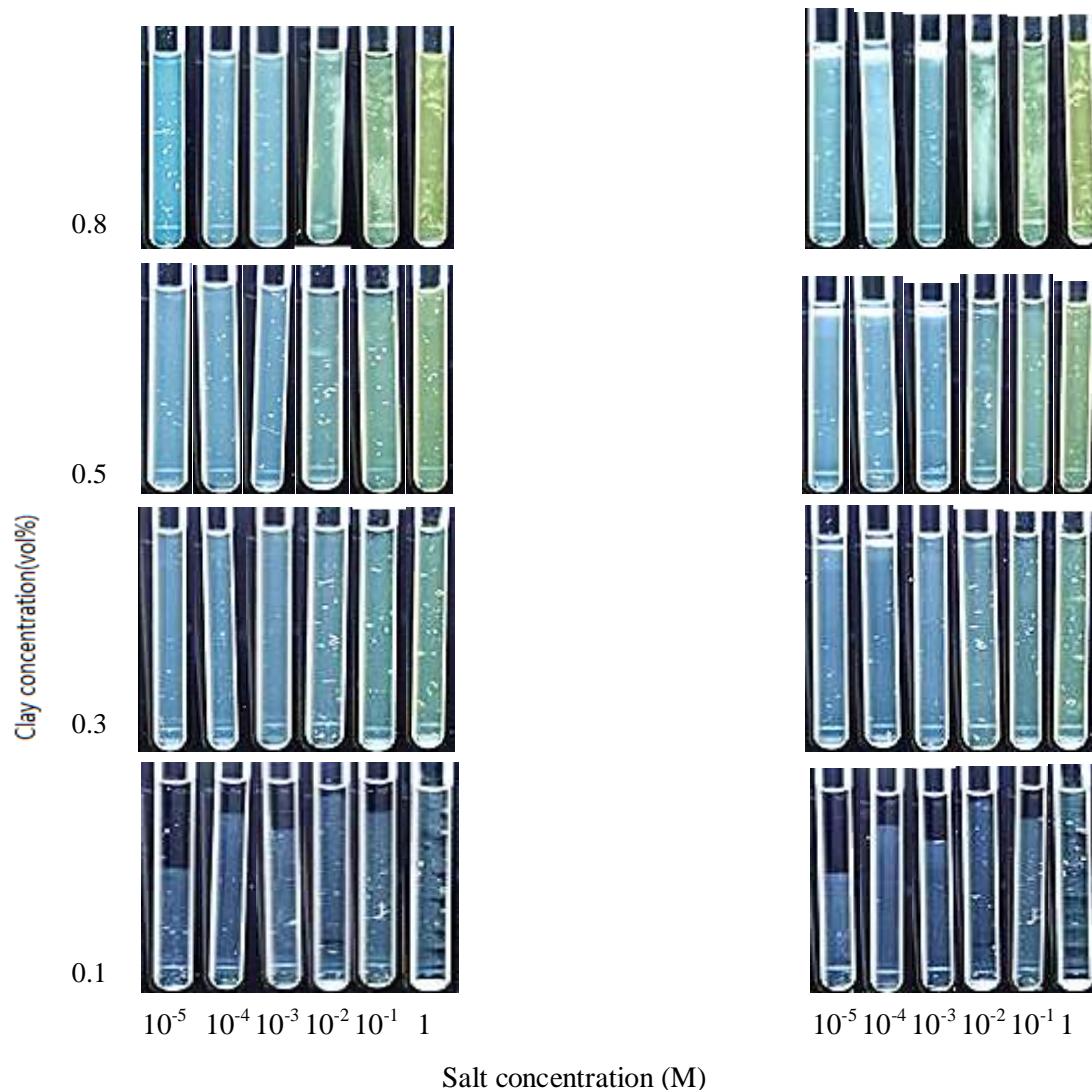 0.8
0.5
Clay concentration(vol%)
0.3
0.1
10⁻⁵ 10⁻⁴ 10⁻³ 10⁻² 10⁻¹ 1 10⁻⁵ 10⁻⁴ 10⁻³ 10⁻² 10⁻¹ 1
Salt concentration (M)